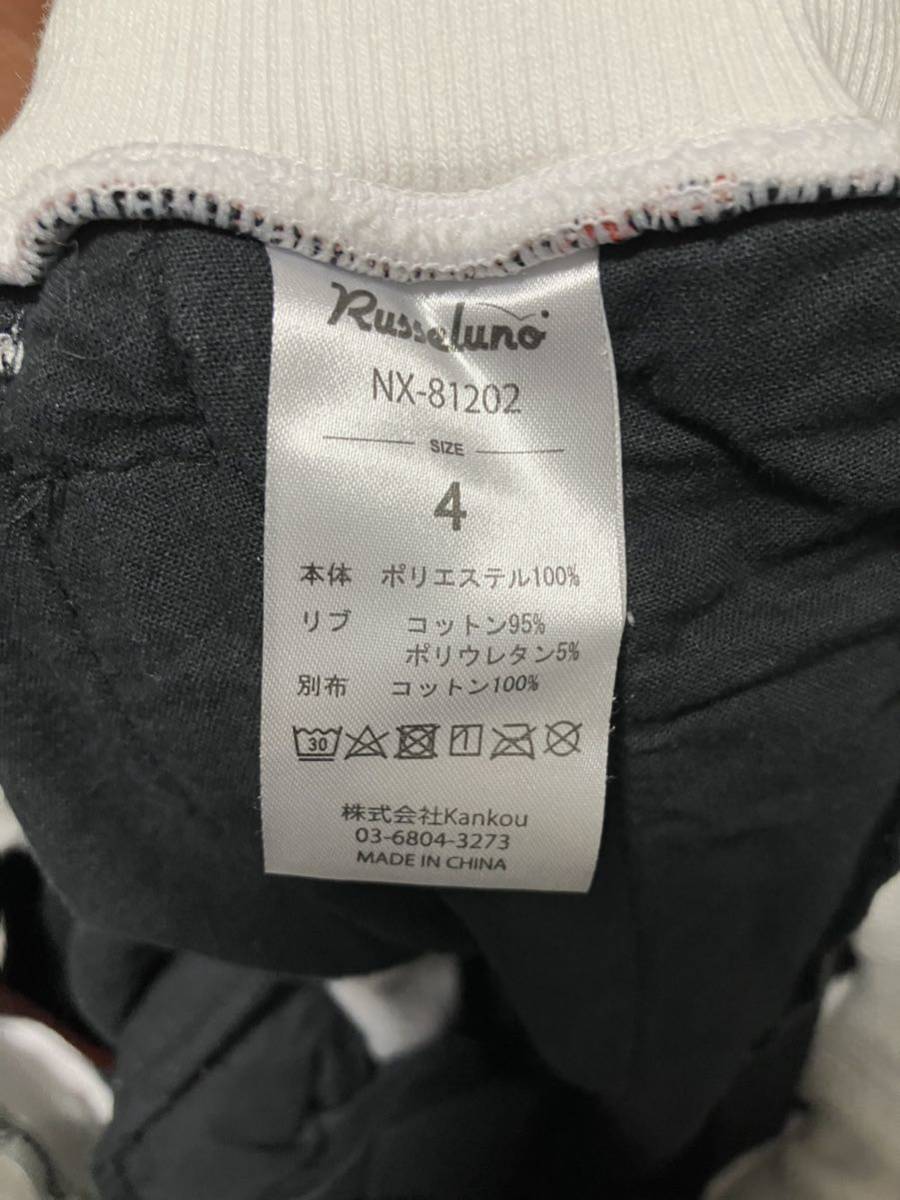 Russeluno
NX-81202
SIZE
4
本体 ポリエステル100%
リブ コットン95%
ポリウレタン5%
別布 コットン100%
30
株式会社Kankou
03-6804-3273
MADE IN CHINA